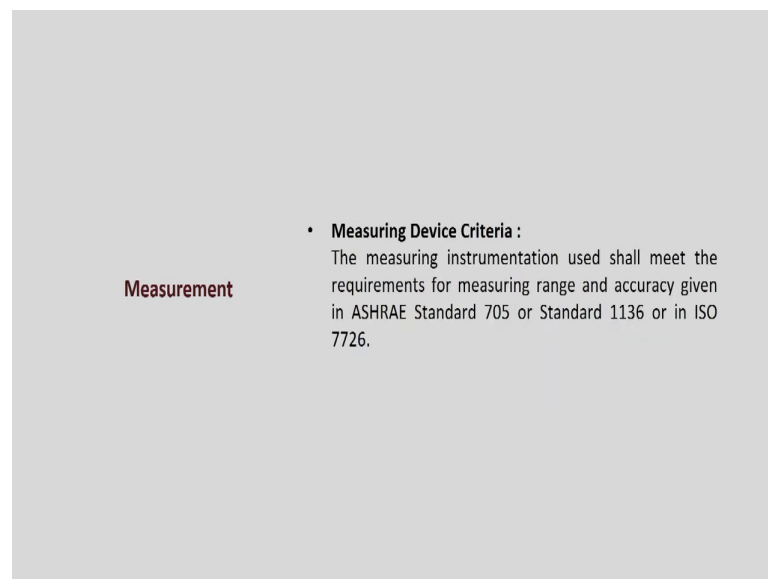 Measurement
• Measuring Device Criteria :
The measuring instrumentation used shall meet the
requirements for measuring range and accuracy given
in ASHRAE Standard 705 or Standard 1136 or in ISO
7726.